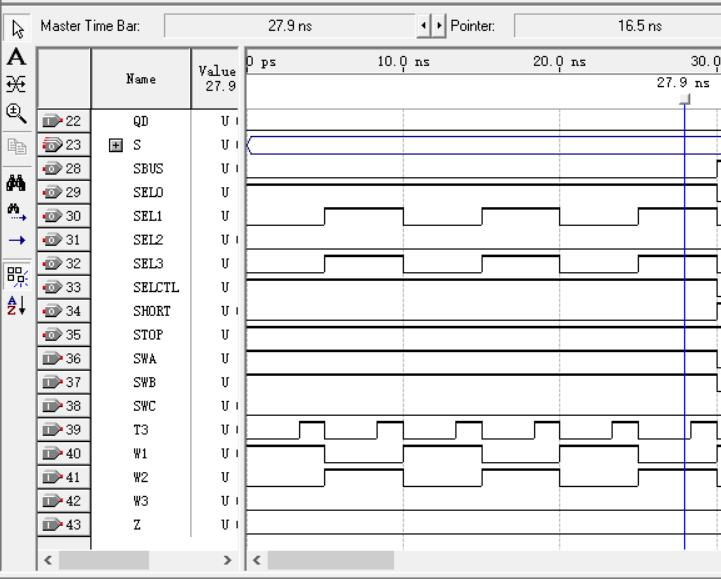 Master Time Bar: 27.9 ns Pointer: 16.5 ns
0 ps 10.0 ns 20.0 ns 30.0
27.9 ns
Name Value
27.9
22 QD U
23 S U
28 SBUS U
29 SEL0 U
30 SEL1 U
31 SEL2 U
32 SEL3 U
33 SELCTL U
34 SHORT U
35 STOP U
36 SWA U
37 SWB U
38 SWC U
39 T3 U
40 W1 U
41 W2 U
42 W3 U
43 Z U